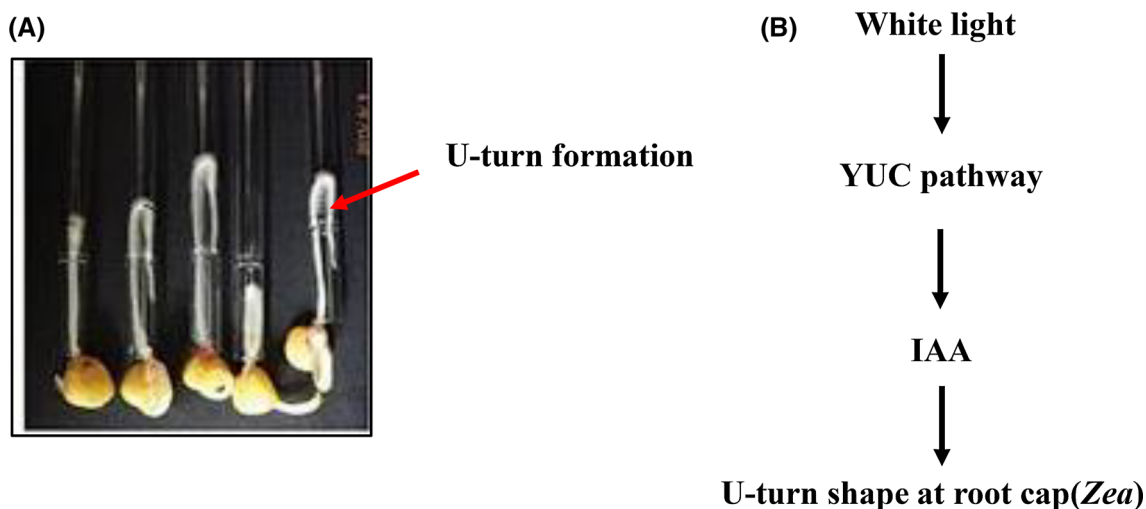 (A)
U-turn formation
(B)
White light
YUC pathway
IAA
U-turn shape at root cap(Zea)